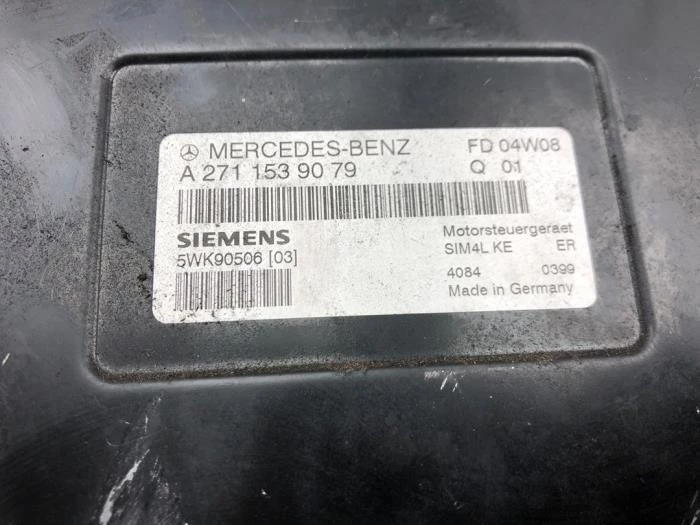 MERCEDES-BENZ FD 04W08
A 271 153 90 79 Q 01
SIEMENS Motorsteuergeraet
5WK90506 [03] SIM4L KE ER
4084 0399
Made in Germany